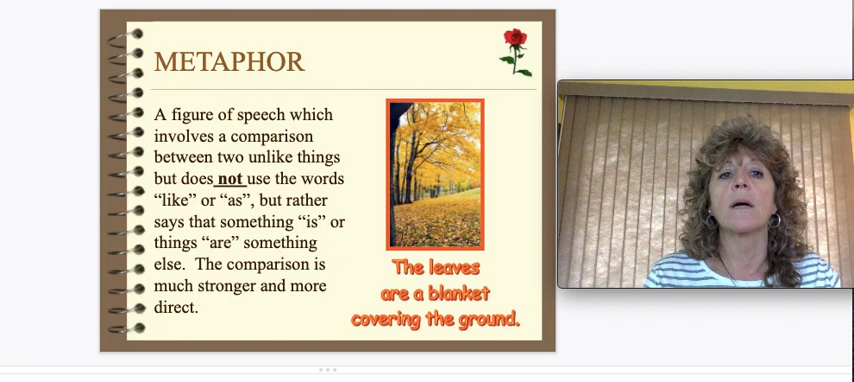 METAPHOR
A figure of speech which
involves a comparison
between two unlike things
but does not use the words
“like” or “as”, but rather
says that something “is” or
things “are” something
else.  The comparison is
much stronger and more
direct.
The leaves
are a blanket
covering the ground.